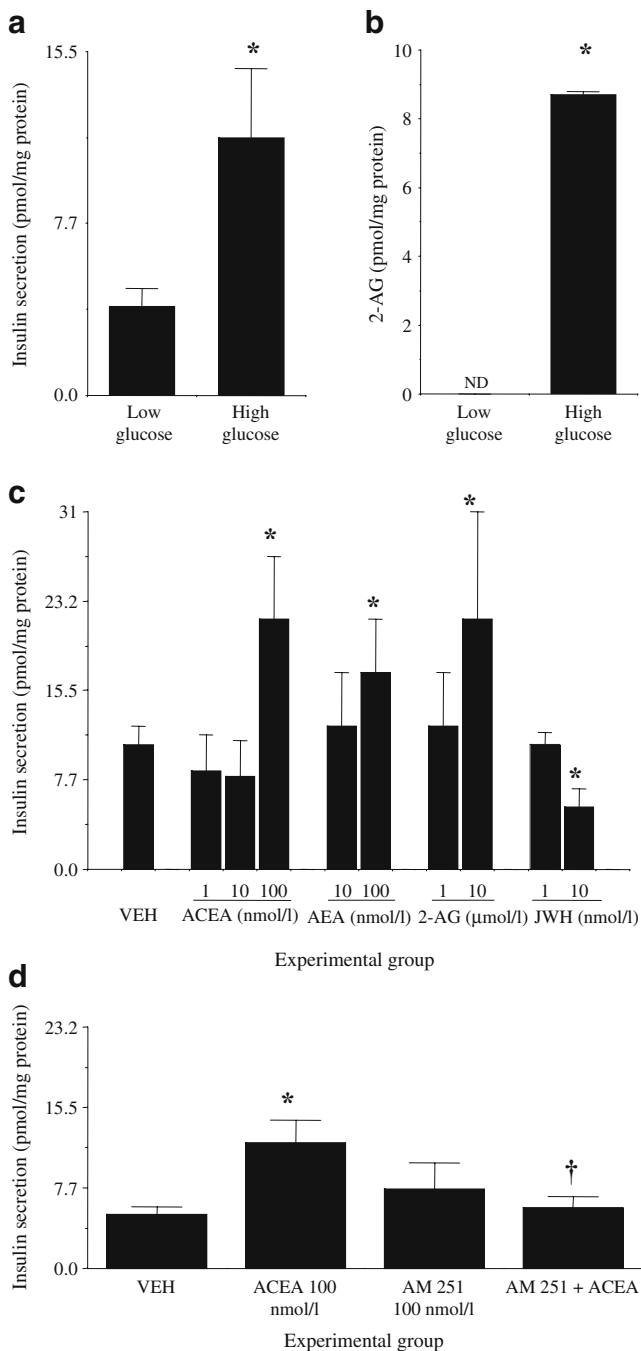 a
Insulin secretion (pmol/mg protein)
15.5
7.7
0.0
*
Low glucose
High glucose
b
2-AG (pmol/mg protein)
10
8
6
4
2
0
ND
*
Low glucose
High glucose
c
Insulin secretion (pmol/mg protein)
31
23.2
15.5
7.7
0.0
* * * *
1 10 100 10 100 1 10 1 10
VEH ACEA (nmol/l) AEA (nmol/l) 2-AG (μmol/l) JWH (nmol/l)
Experimental group
d
Insulin secretion (pmol/mg protein)
23.2
15.5
7.7
0.0
*
†
VEH
ACEA 100
nmol/l
AM 251
100 nmol/l
AM 251 + ACEA
Experimental group